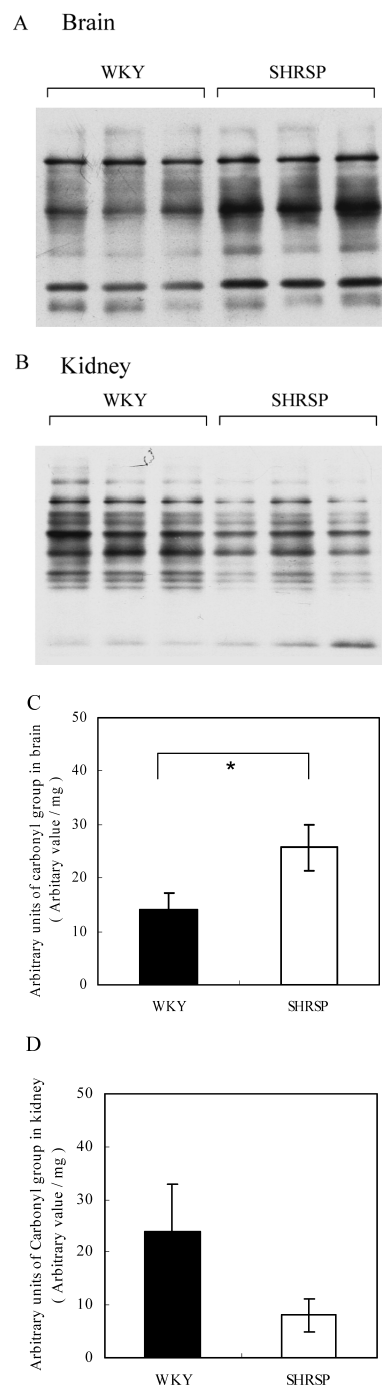 A Brain
WKY SHRSP
B Kidney
WKY SHRSP
C
Arbitrary units of carbonyl group in brain
( Arbitary value / mg )
50
40
30
20
10
0
*
WKY SHRSP
D
Arbitrary units of Carbonyl group in kidney
( Arbitrary value / mg )
50
40
30
20
10
0
WKY SHRSP